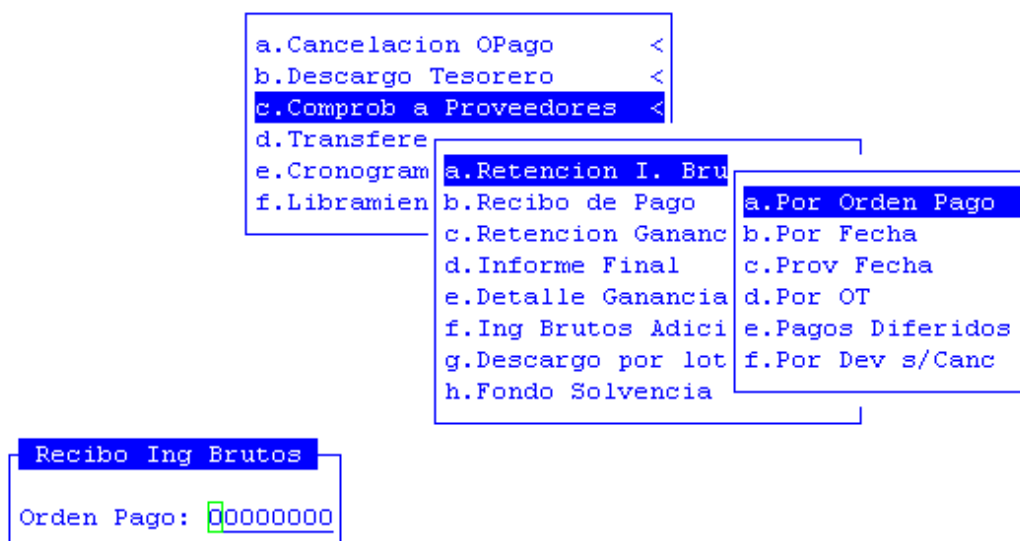 a.Cancelacion OPago <
b.Descargo Tesorero <
c.Comprob a Proveedores <
d.Transfere
e.Cronogram
f.Libramien
a.Retencion I. Bru
b.Recibo de Pago
c.Retencion Gananc
d.Informe Final
e.Detalle Ganancia
f.Ing Brutos Adici
g.Descargo por lot
h.Fondo Solvencia
a.Por Orden Pago
b.Por Fecha
c.Prov Fecha
d.Por OT
e.Pagos Diferidos
f.Por Dev s/Canc
Recibo Ing Brutos
Orden Pago: 00000000